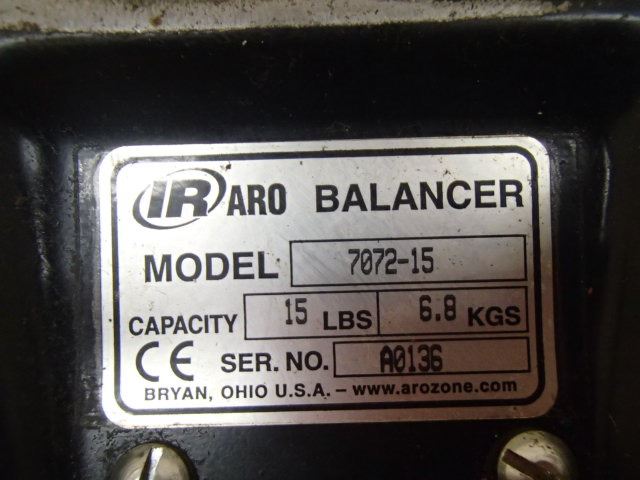 IR ARO BALANCER
MODEL 7072-15
CAPACITY 15 LBS 6.8 KGS
CE SER. NO. A0136
BRYAN, OHIO U.S.A. – www.arozone.com